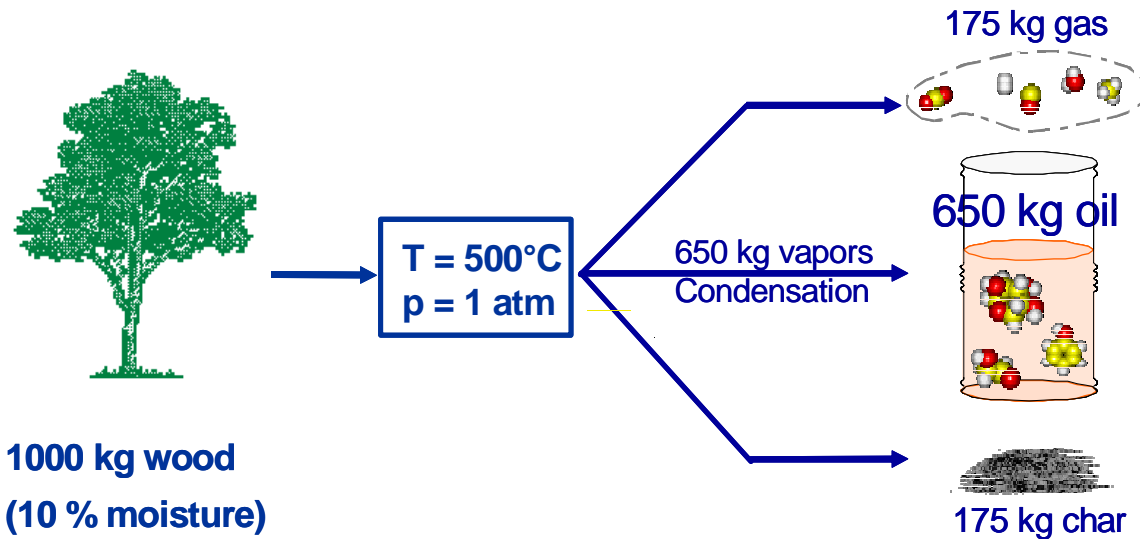 1000 kg wood
(10 % moisture)
T = 500°C
p = 1 atm
650 kg vapors
Condensation
175 kg gas
650 kg oil
175 kg char